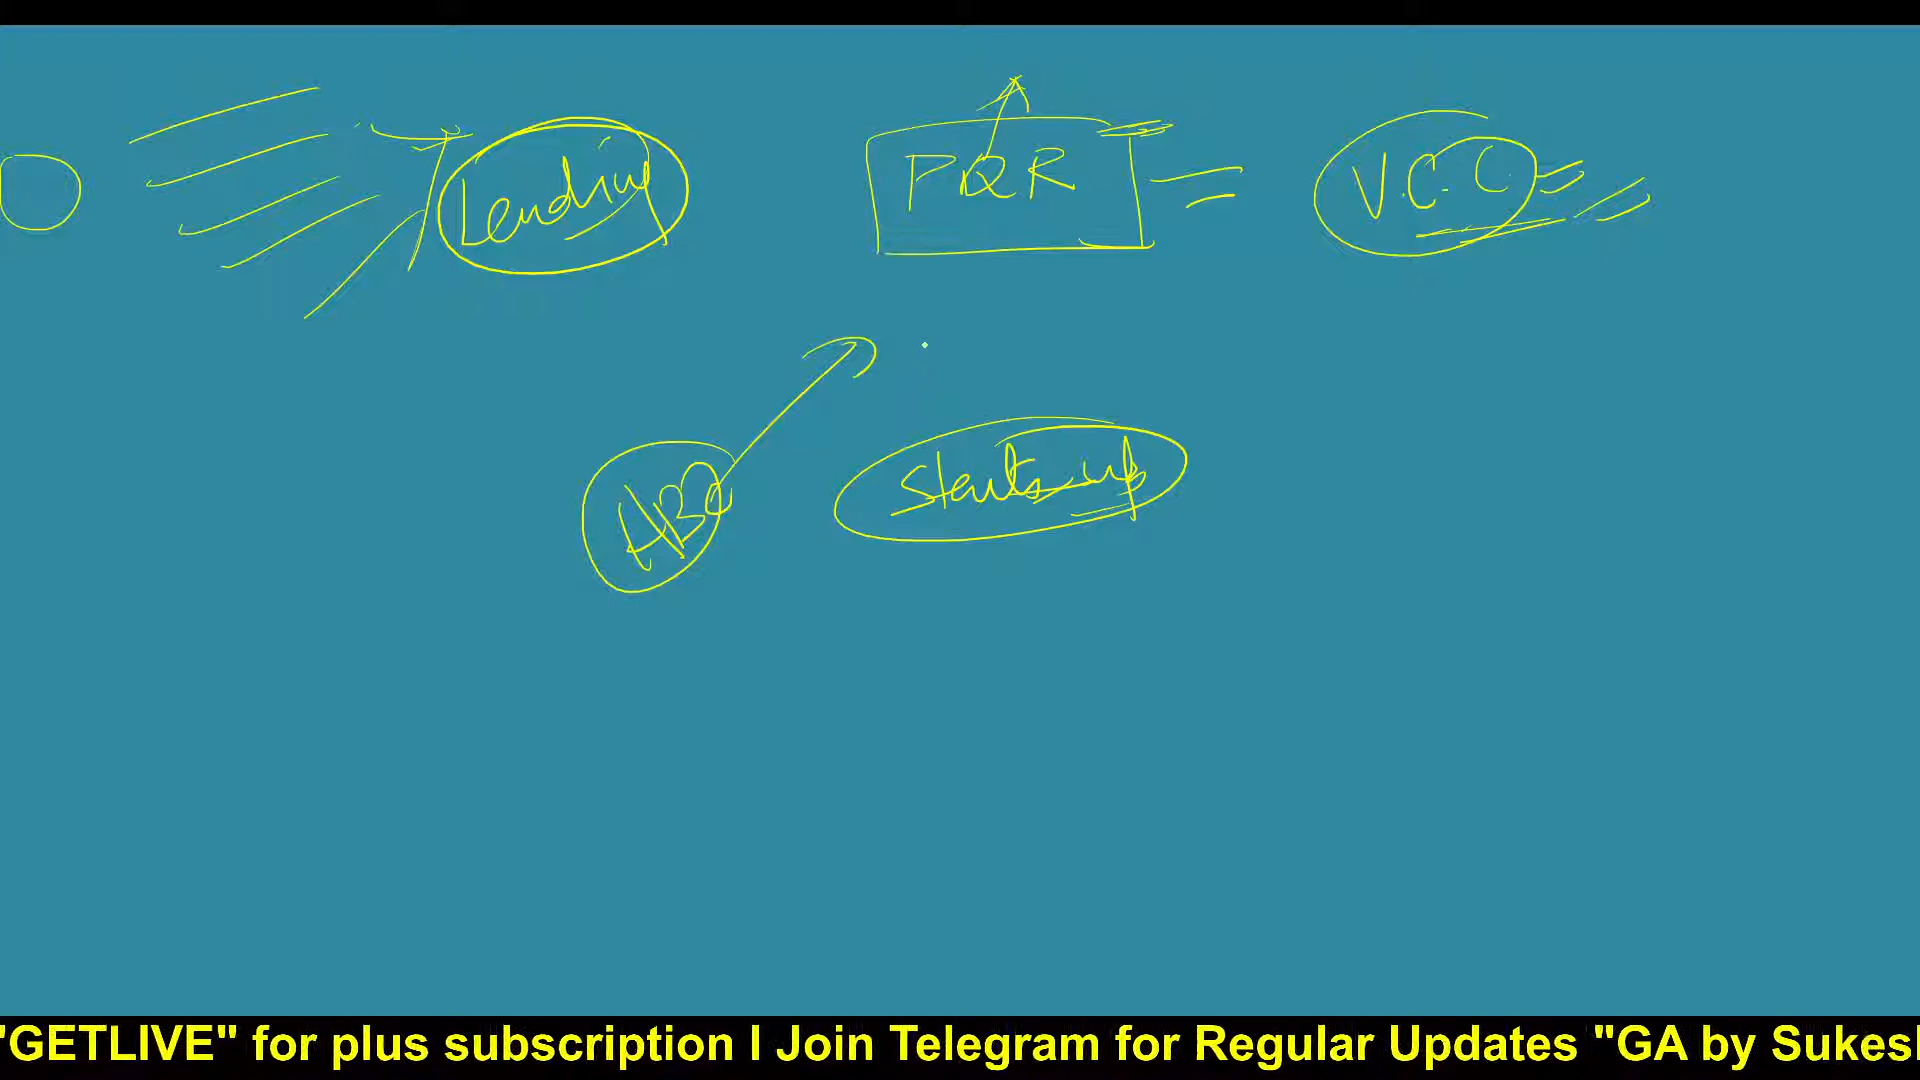 Lending
PQR
V.C.C
ABC
Starts-up
"GETLIVE" for plus subscription I Join Telegram for Regular Updates "GA by Sukesh